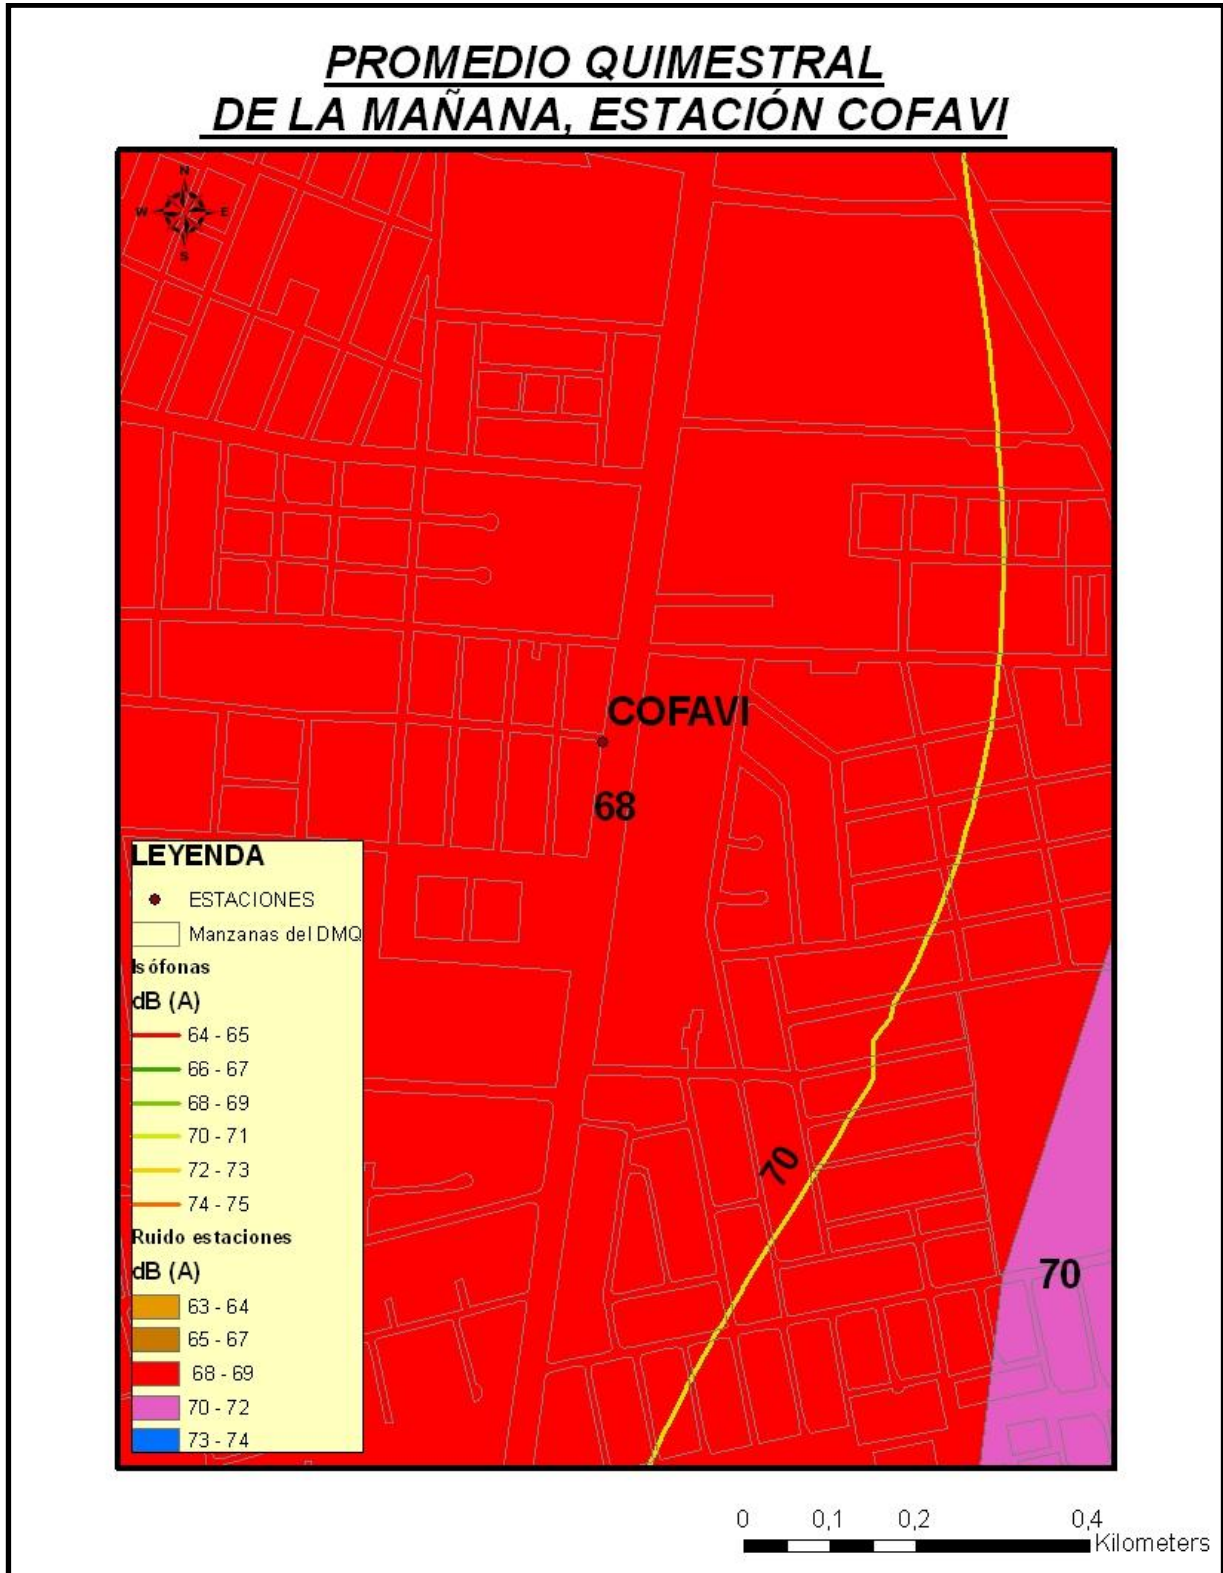 PROMEDIO QUIMESTRAL
DE LA MAÑANA, ESTACIÓN COFAVI
N
W E
S
COFAVI
68
70
70
LEYENDA
ESTACIONES
Manzanas del DMQ
Isófonas
dB (A)
64 - 65
66 - 67
68 - 69
70 - 71
72 - 73
74 - 75
Ruido estaciones
dB (A)
63 - 64
65 - 67
68 - 69
70 - 72
73 - 74
0 0,1 0,2 0,4
Kilometers